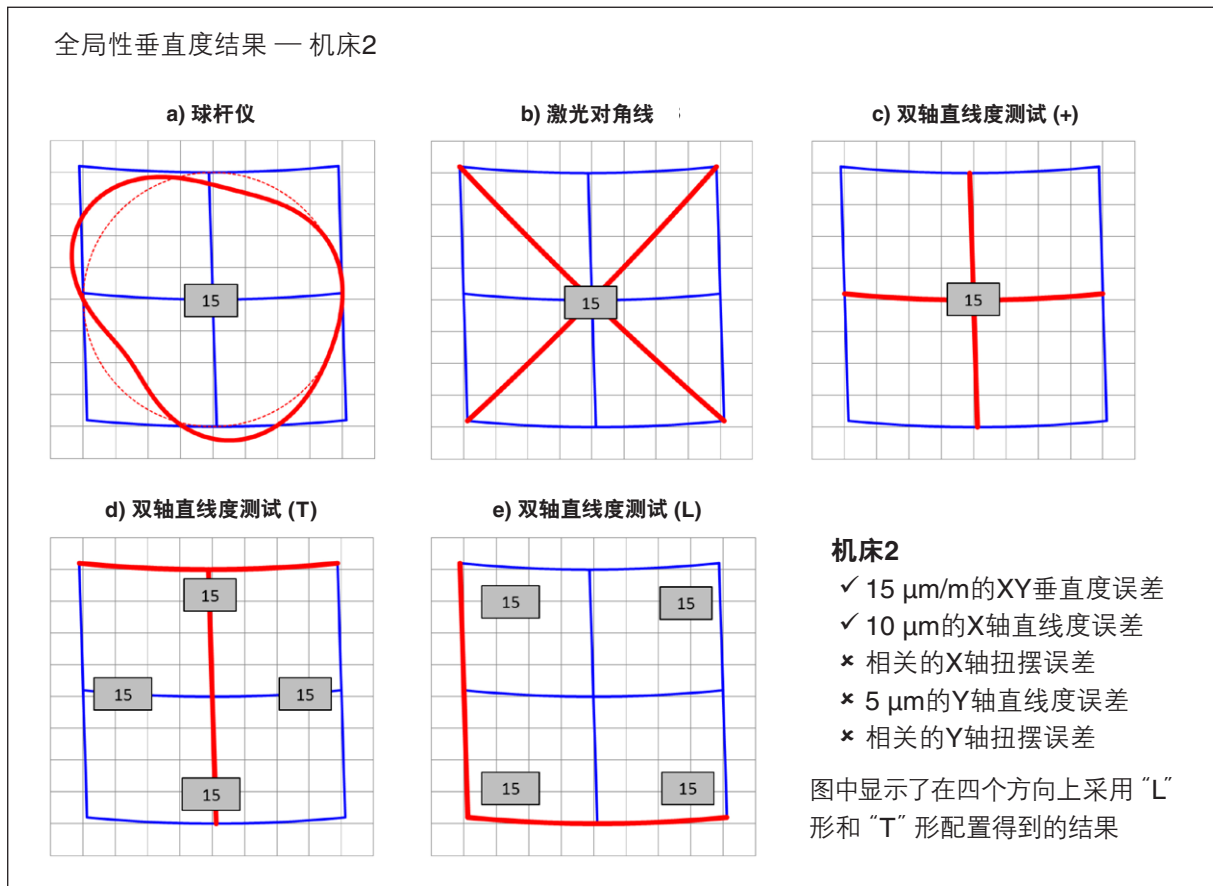 全局性垂直度结果 — 机床2
a) 球杆仪
b) 激光对角线
c) 双轴直线度测试 (+)
15
15
15
d) 双轴直线度测试 (T)
e) 双轴直线度测试 (L)
15
15
15
15
15
15
15
15
机床2
✓ 15 μm/m的XY垂直度误差
✓ 10 μm的X轴直线度误差
× 相关的X轴扭摆误差
× 5 μm的Y轴直线度误差
× 相关的Y轴扭摆误差
图中显示了在四个方向上采用 “L”
形和 “T” 形配置得到的结果